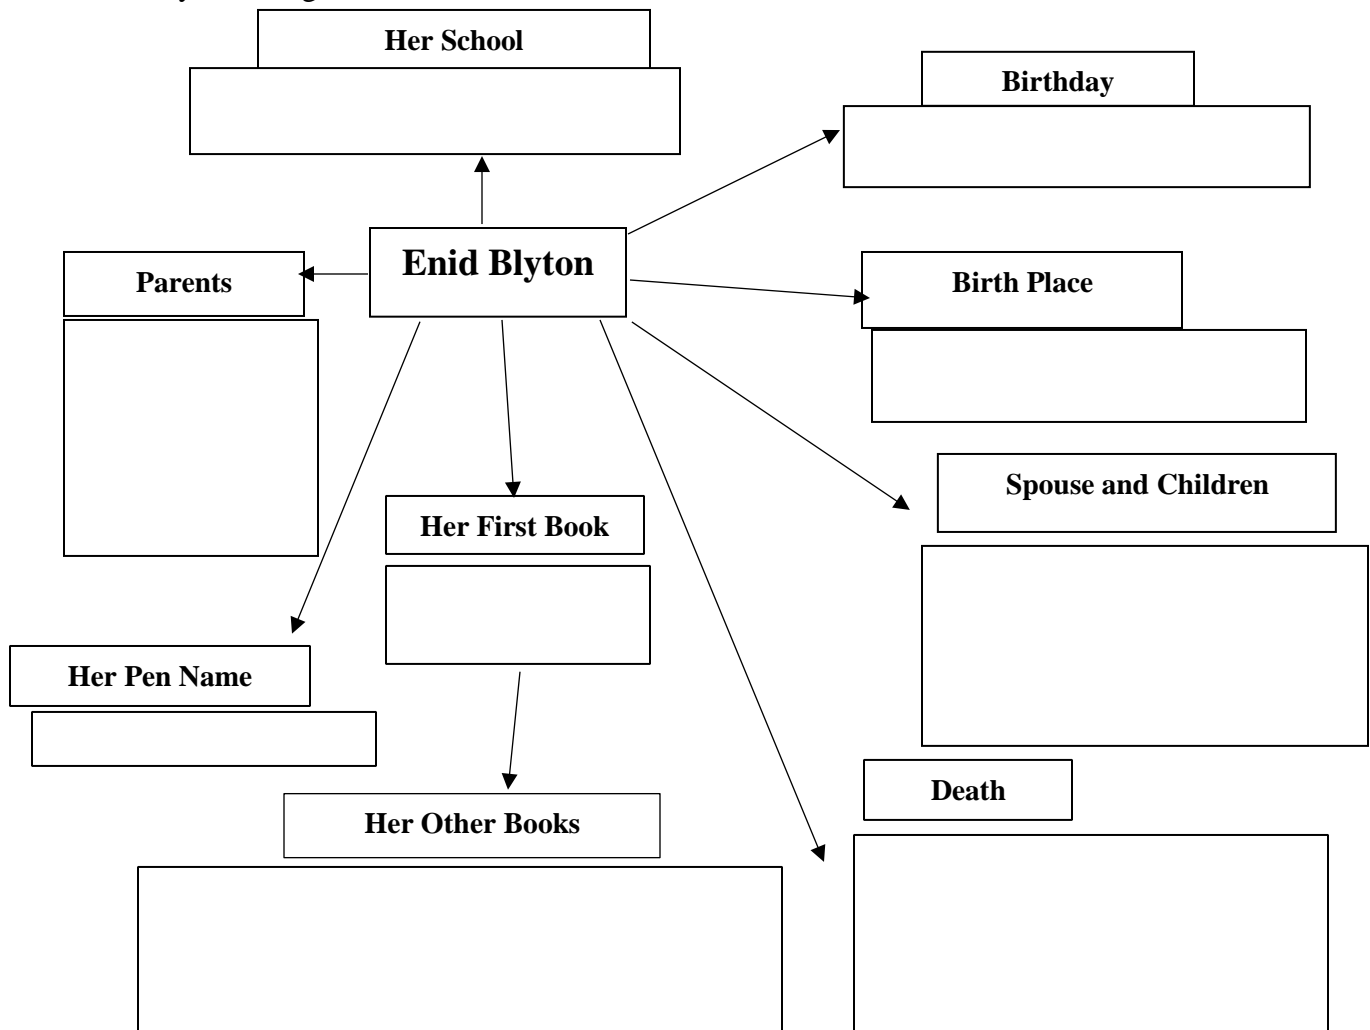 Her School
Birthday
Enid Blyton
Parents
Birth Place
Spouse and Children
Her First Book
Her Pen Name
Death
Her Other Books